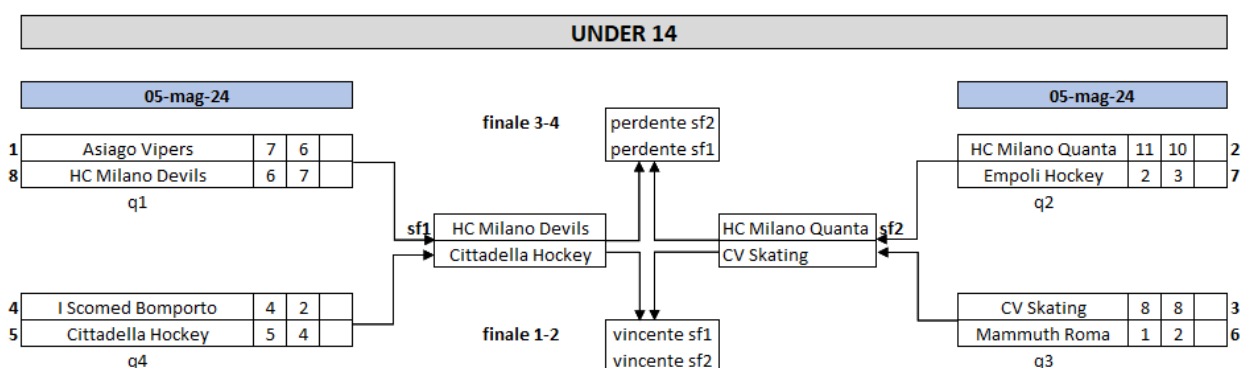 UNDER 14
05-mag-24 05-mag-24
finale 3-4 perdente sf2
perdente sf1
1 Asiago Vipers 7 6
8 HC Milano Devils 6 7
q1
HC Milano Quanta 11 10 2
Empoli Hockey 2 3 7
q2
sf1 HC Milano Devils
Cittadella Hockey
HC Milano Quanta sf2
CV Skating
4 I Scomed Bomporto 4 2
5 Cittadella Hockey 5 4
q4
finale 1-2 vincente sf1
vincente sf2
CV Skating 8 8 3
Mammuth Roma 1 2 6
q3